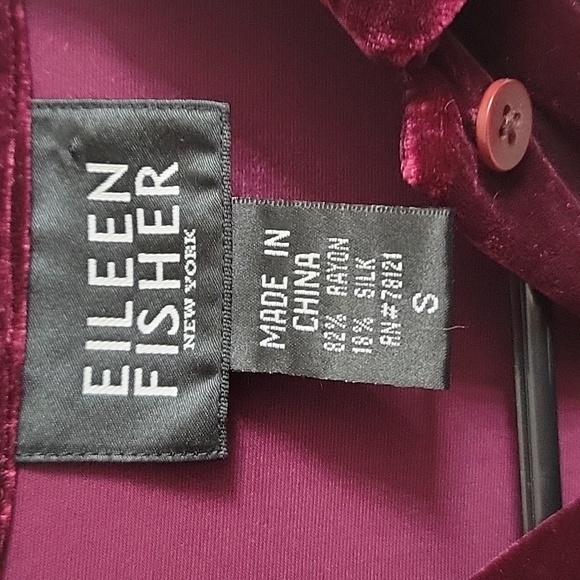 EILEEN
FISHER
NEW YORK
MADE IN
CHINA
82% RAYON
18% SILK
RN#78121
S